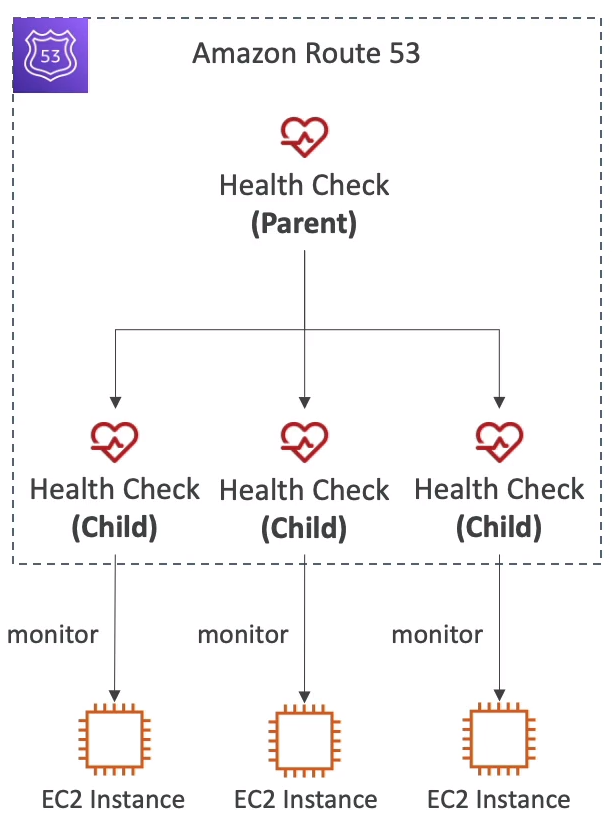 53
Amazon Route 53
Health Check
(Parent)
Health Check
(Child)
Health Check
(Child)
Health Check
(Child)
monitor
monitor
monitor
EC2 Instance
EC2 Instance
EC2 Instance